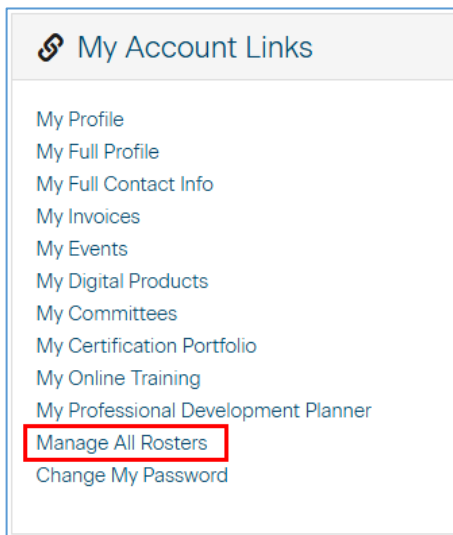 My Account Links
My Profile
My Full Profile
My Full Contact Info
My Invoices
My Events
My Digital Products
My Committees
My Certification Portfolio
My Online Training
My Professional Development Planner
Manage All Rosters
Change My Password